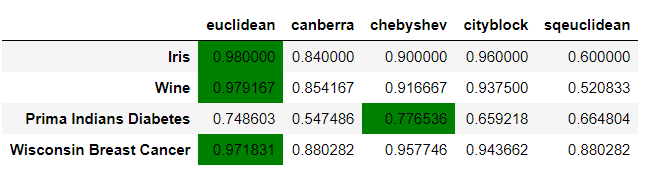 euclidean canberra chebyshev cityblock sqeuclidean
Iris 0.980000 0.840000 0.900000 0.960000 0.600000
Wine 0.979167 0.854167 0.916667 0.937500 0.520833
Prima Indians Diabetes 0.748603 0.547486 0.776536 0.659218 0.664804
Wisconsin Breast Cancer 0.971831 0.880282 0.957746 0.943662 0.880282